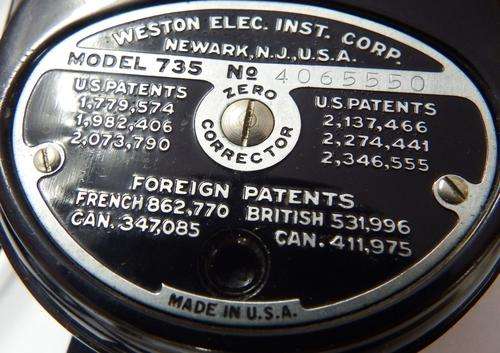 WESTON ELEC. INST. CORP.
NEWARK, N.J., U.S.A.
MODEL 735 No 4065550
ZERO
CORRECTOR
U.S. PATENTS
1,779,574
1,982,406
2,073,790
U.S. PATENTS
2,137,466
2,274,441
2,346,555
FOREIGN PATENTS
FRENCH 862,770 BRITISH 531,996
CAN. 347,085 CAN. 411,975
MADE IN U.S.A.